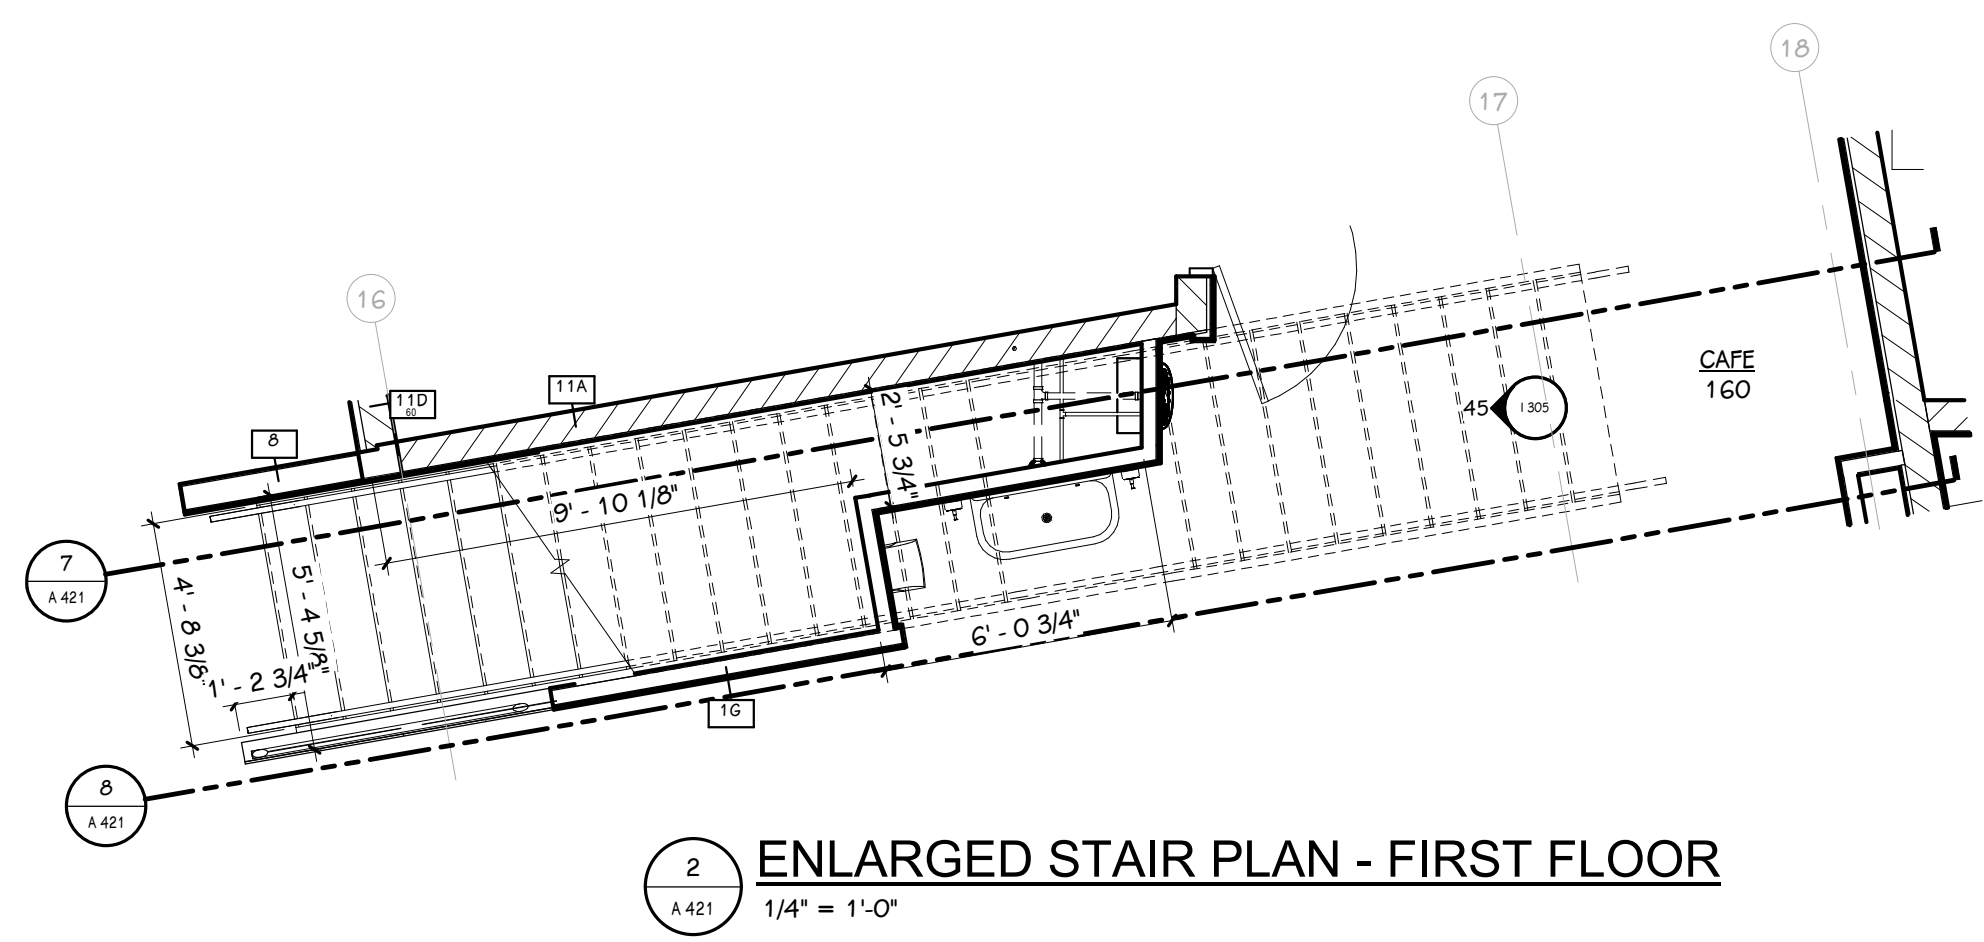 18
17
16
11D
60
11A
8
2' - 5 3/4"
CAFE
160
45
1305
9' - 10 1/8"
7
A 421
4' - 8 3/8"
5' - 4 5/8"
6' - 0 3/4"
1' - 2 3/4"
1G
8
A 421
2
A 421
ENLARGED STAIR PLAN - FIRST FLOOR
1/4" = 1'-0"